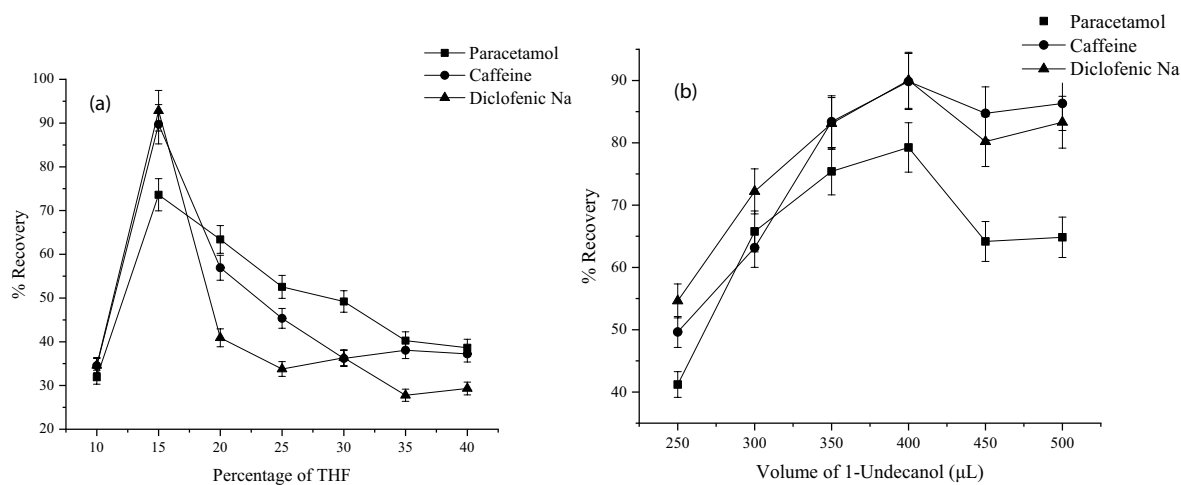 (a)
Paracetamol
Caffeine
Diclofenic Na
% Recovery
100
90
80
70
60
50
40
30
20
10 15 20 25 30 35 40
Percentage of THF
(b)
Paracetamol
Caffeine
Diclofenic Na
% Recovery
90
80
70
60
50
40
250 300 350 400 450 500
Volume of 1-Undecanol (μL)